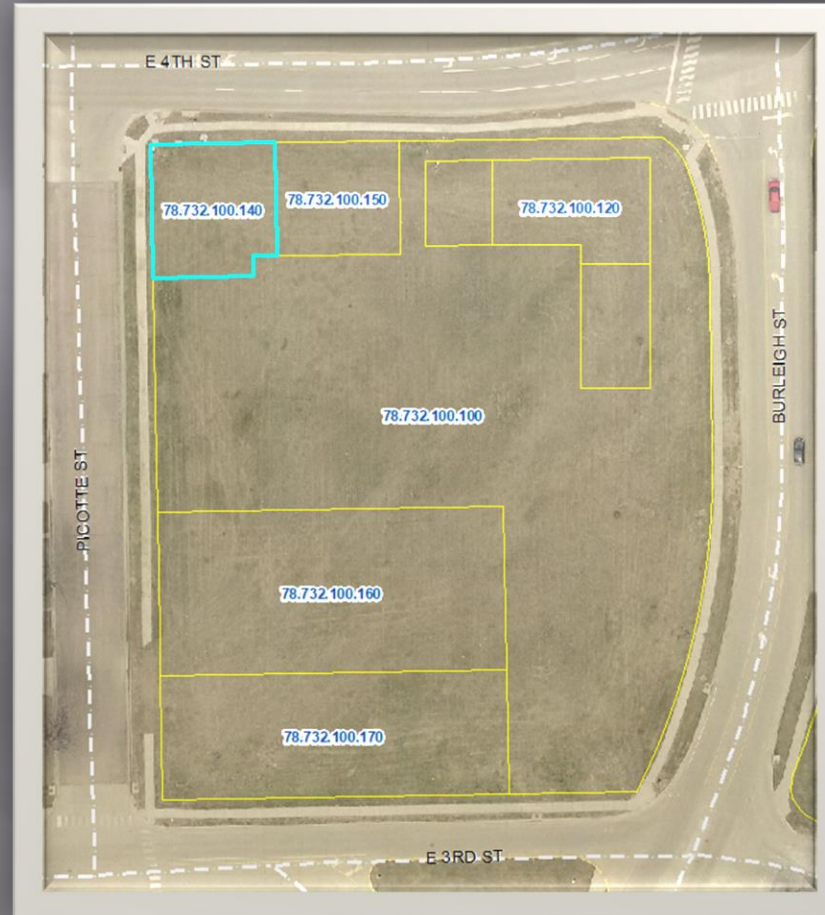 E 4TH ST
78.732.100.140
78.732.100.150
78.732.100.120
BURLEIGH ST
78.732.100.100
PICOTTE ST
78.732.100.160
78.732.100.170
E 3RD ST